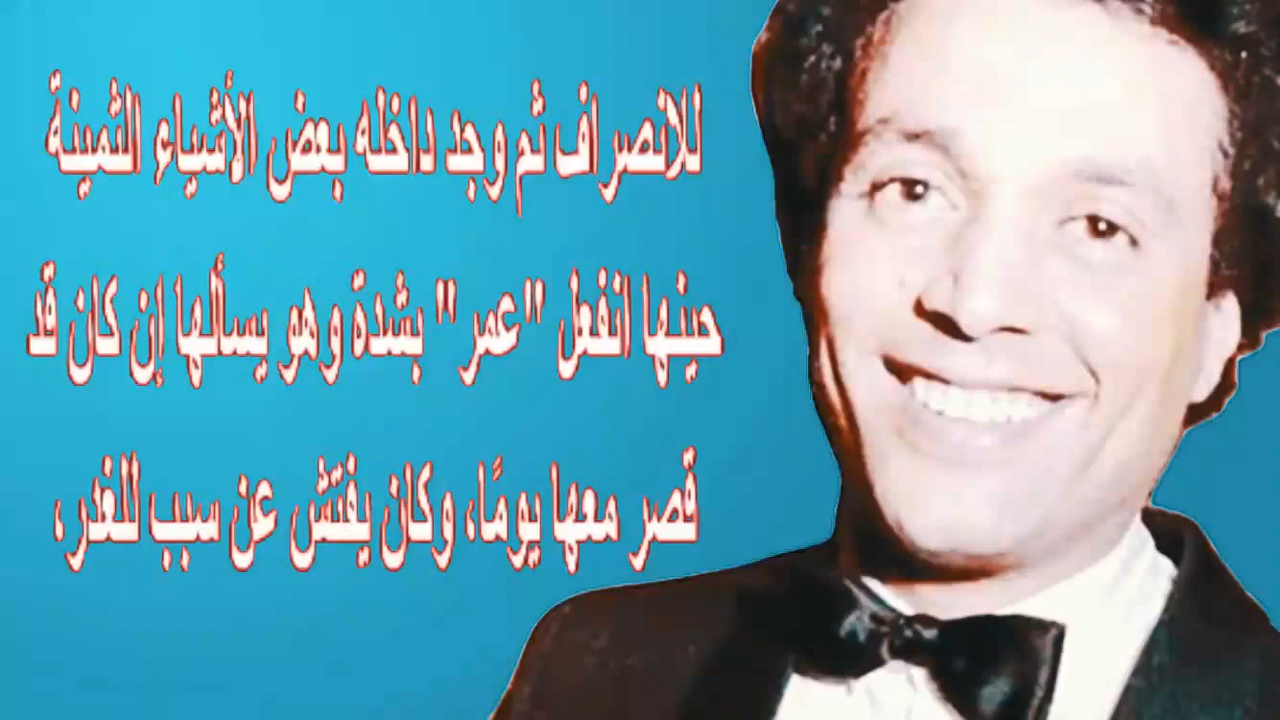 للانصراف ثم وجد داخله بعض الأشياء الثمينة
حينها انفعل "عمر" بشدة وهو يسألها إن كان قد
قصر معها يومًا، وكان يفتش عن سبب للغدر،